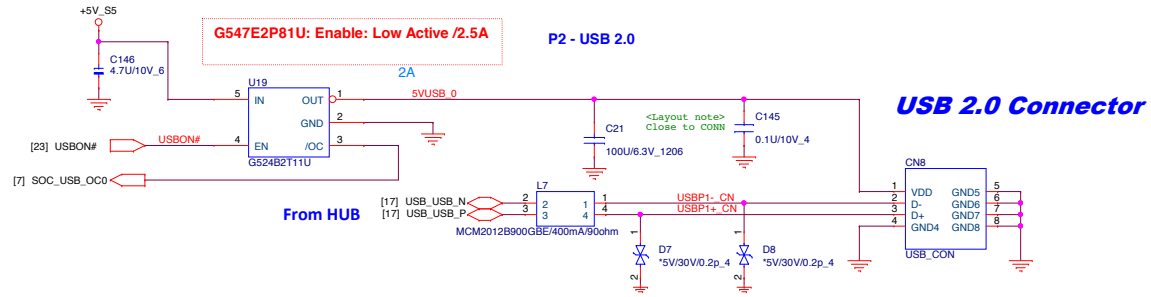 +5V_S5
G547E2P81U: Enable: Low Active /2.5A
P2 - USB 2.0
C146
4.7U/10V_6
2A
U19
5 IN OUT 1 5VUSB_0
GND 2
[23] USBON# USBON# 4 EN /OC 3
G524B2T11U
[7] SOC_USB_OC0
C21
100U/6.3V_1206
<Layout note>
Close to CONN
C145
0.1U/10V_4
USB 2.0 Connector
CN8
1 VDD GND5 5
2 D- GND6 6
3 D+ GND7 7
4 GND4 GND8 8
USB_CON
From HUB
L7
[17] USB_USB_N 2 2 1 1 USBP1-_CN
[17] USB_USB_P 3 3 4 4 USBP1+_CN
MCM2012B900GBE/400mA/90ohm
1 D7 2
*5V/30V/0.2p_4
1 D8 2
*5V/30V/0.2p_4